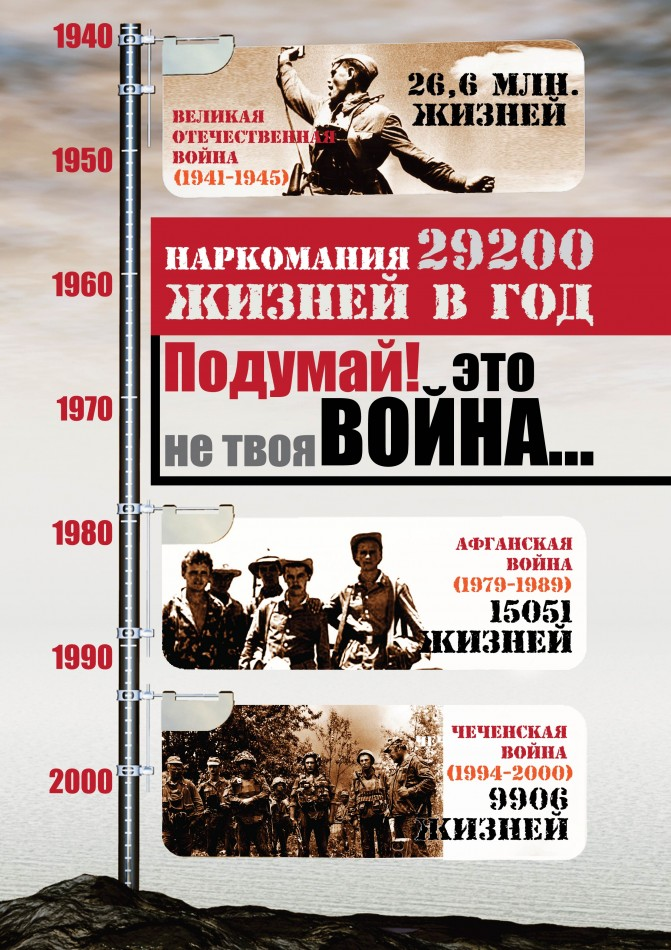 1940
26,6 МЛН.
ЖИЗНЕЙ
ВЕЛИКАЯ
ОТЕЧЕСТВЕННАЯ
ВОЙНА
(1941-1945)
1950
НАРКОМАНИЯ 29200
ЖИЗНЕЙ В ГОД
1960
Подумай! это
не твоя ВОЙНА...
1970
1980
АФГАНСКАЯ
ВОЙНА
(1979-1989)
15051
ЖИЗНЕЙ
1990
ЧЕЧЕНСКАЯ
ВОЙНА
(1994-2000)
9906
ЖИЗНЕЙ
2000